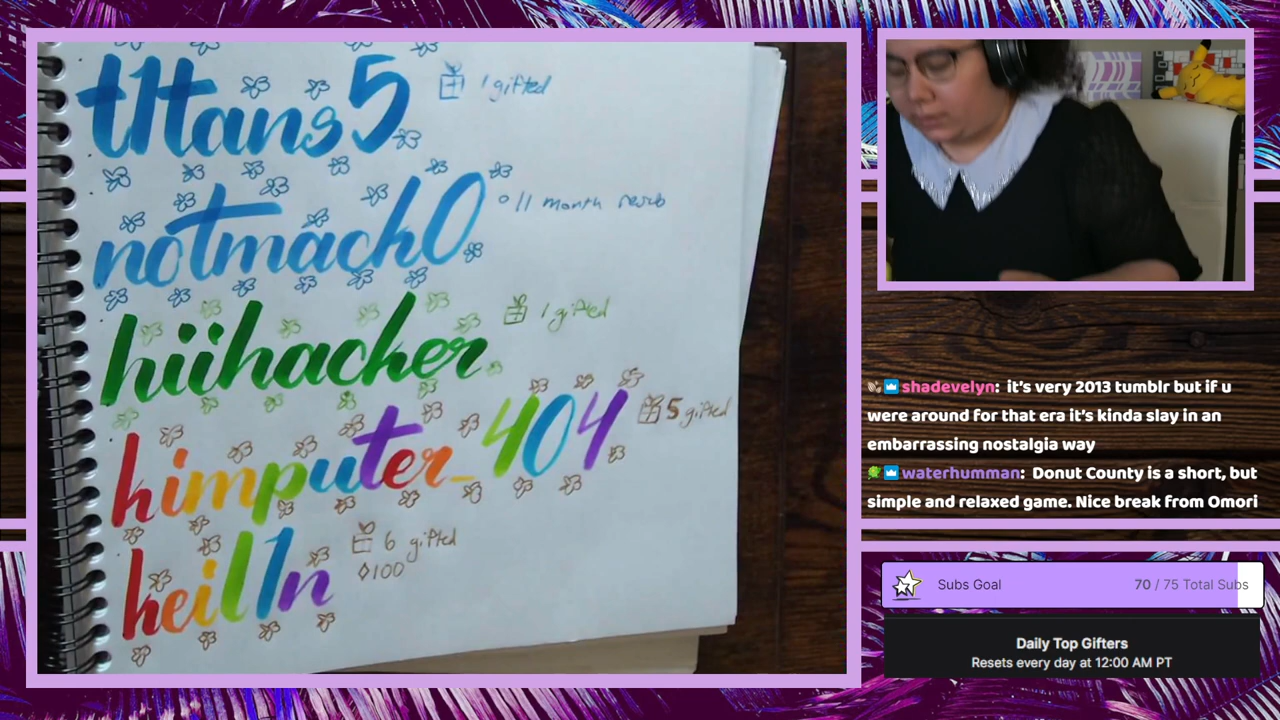 t1tans5
1 gifted
notmack0
11 month resub
hiihacker
1 gifted
himputer_404
5 gifted
keil1n
6 gifted
100
shadevelyn: it's very 2013 tumblr but if u
were around for that era it's kinda slay in an
embarrassing nostalgia way
waterhumman: Donut County is a short, but
simple and relaxed game. Nice break from Omori
Subs Goal 70 / 75 Total Subs
Daily Top Gifters
Resets every day at 12:00 AM PT